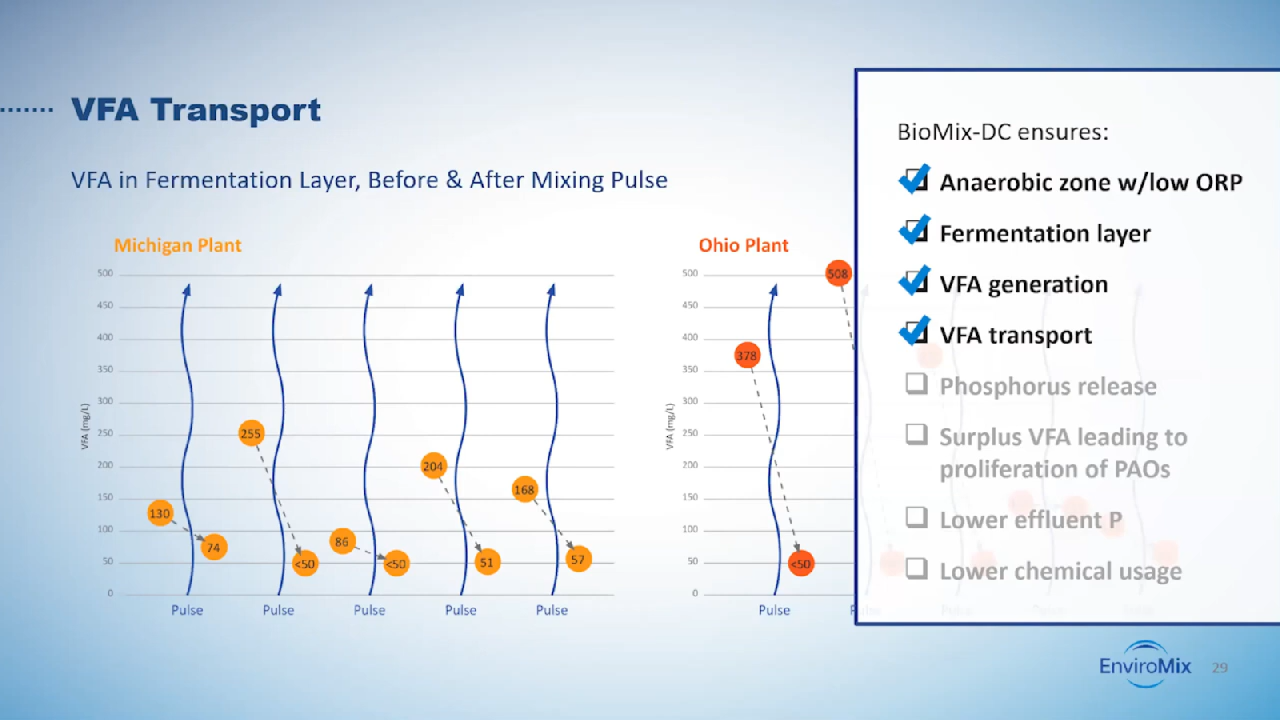 VFA Transport
VFA in Fermentation Layer, Before & After Mixing Pulse
Michigan Plant
500
450
400
350
300
250
200
150
100
50
0
VFA (mg/L)
130
74
255
<50
86
<50
204
51
168
57
Pulse
Pulse
Pulse
Pulse
Pulse
Ohio Plant
500
450
400
350
300
250
200
150
100
50
0
VFA (mg/L)
378
<50
508
Pulse
BioMix-DC ensures:
Anaerobic zone w/low ORP
Fermentation layer
VFA generation
VFA transport
Phosphorus release
Surplus VFA leading to
proliferation of PAOs
Lower effluent P
Lower chemical usage
EnviroMix
29